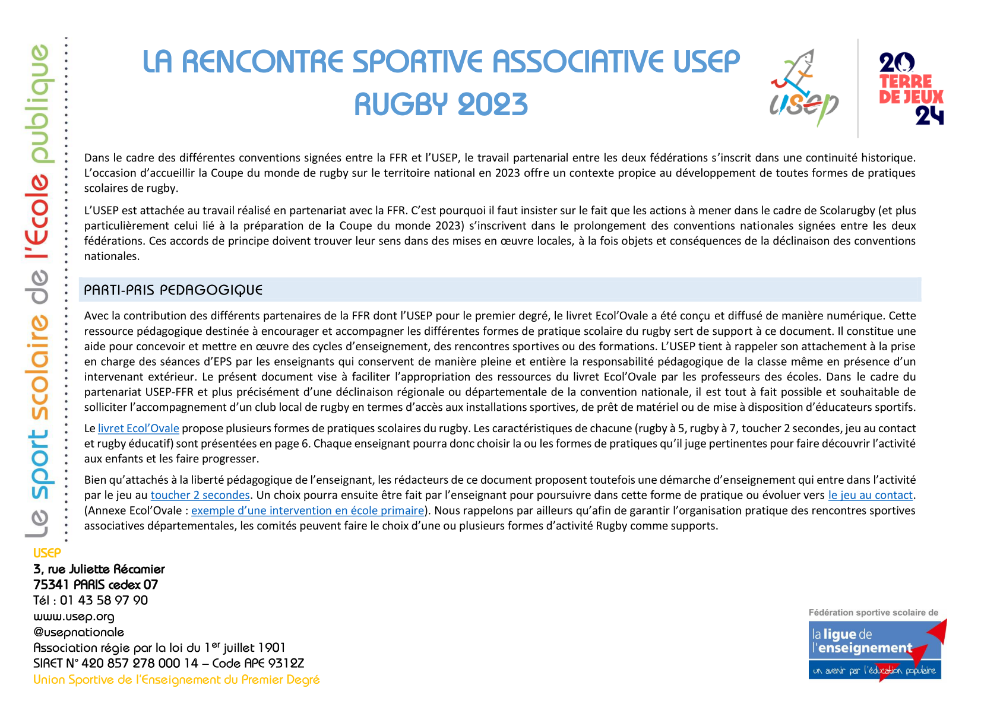 Le sport scolaire de l'Ecole publique
LA RENCONTRE SPORTIVE ASSOCIATIVE USEP
RUGBY 2023
usep
20
TERRE
DE JEUX
24
Dans le cadre des différentes conventions signées entre la FFR et l'USEP, le travail partenarial entre les deux fédérations s'inscrit dans une continuité historique.
L'occasion d'accueillir la Coupe du monde de rugby sur le territoire national en 2023 offre un contexte propice au développement de toutes formes de pratiques
scolaires de rugby.
L'USEP est attachée au travail réalisé en partenariat avec la FFR. C'est pourquoi il faut insister sur le fait que les actions à mener dans le cadre de Scolarugby (et plus
particulièrement celui lié à la préparation de la Coupe du monde 2023) s'inscrivent dans le prolongement des conventions nationales signées entre les deux
fédérations. Ces accords de principe doivent trouver leur sens dans des mises en œuvre locales, à la fois objets et conséquences de la déclinaison des conventions
nationales.
PARTI-PRIS PEDAGOGIQUE
Avec la contribution des différents partenaires de la FFR dont l'USEP pour le premier degré, le livret Ecol'Ovale a été conçu et diffusé de manière numérique. Cette
ressource pédagogique destinée à encourager et accompagner les différentes formes de pratique scolaire du rugby sert de support à ce document. Il constitue une
aide pour concevoir et mettre en œuvre des cycles d'enseignement, des rencontres sportives ou des formations. L'USEP tient à rappeler son attachement à la prise
en charge des séances d'EPS par les enseignants qui conservent de manière pleine et entière la responsabilité pédagogique de la classe même en présence d'un
intervenant extérieur. Le présent document vise à faciliter l'appropriation des ressources du livret Ecol'Ovale par les professeurs des écoles. Dans le cadre du
partenariat USEP-FFR et plus précisément d'une déclinaison régionale ou départementale de la convention nationale, il est tout à fait possible et souhaitable de
solliciter l'accompagnement d'un club local de rugby en termes d'accès aux installations sportives, de prêt de matériel ou de mise à disposition d'éducateurs sportifs.
Le livret Ecol'Ovale propose plusieurs formes de pratiques scolaires du rugby. Les caractéristiques de chacune (rugby à 5, rugby à 7, toucher 2 secondes, jeu au contact
et rugby éducatif) sont présentées en page 6. Chaque enseignant pourra donc choisir la ou les formes de pratiques qu'il juge pertinentes pour faire découvrir l'activité
aux enfants et les faire progresser.
Bien qu'attachés à la liberté pédagogique de l'enseignant, les rédacteurs de ce document proposent toutefois une démarche d'enseignement qui entre dans l'activité
par le jeu au toucher 2 secondes. Un choix pourra ensuite être fait par l'enseignant pour poursuivre dans cette forme de pratique ou évoluer vers le jeu au contact.
(Annexe Ecol'Ovale : exemple d'une intervention en école primaire). Nous rappelons par ailleurs qu'afin de garantir l'organisation pratique des rencontres sportives
associatives départementales, les comités peuvent faire le choix d'une ou plusieurs formes d'activité Rugby comme supports.
USEP
3, rue Juliette Récamier
75341 PARIS cedex 07
Tél : 01 43 58 97 90
www.usep.org
@usepnationale
Association régie par la loi du 1er juillet 1901
SIRET N° 420 857 278 000 14 – Code APE 9312Z
Union Sportive de l'Enseignement du Premier Degré
Fédération sportive scolaire de
la ligue de
l'enseignement
un avenir par l'éducation populaire